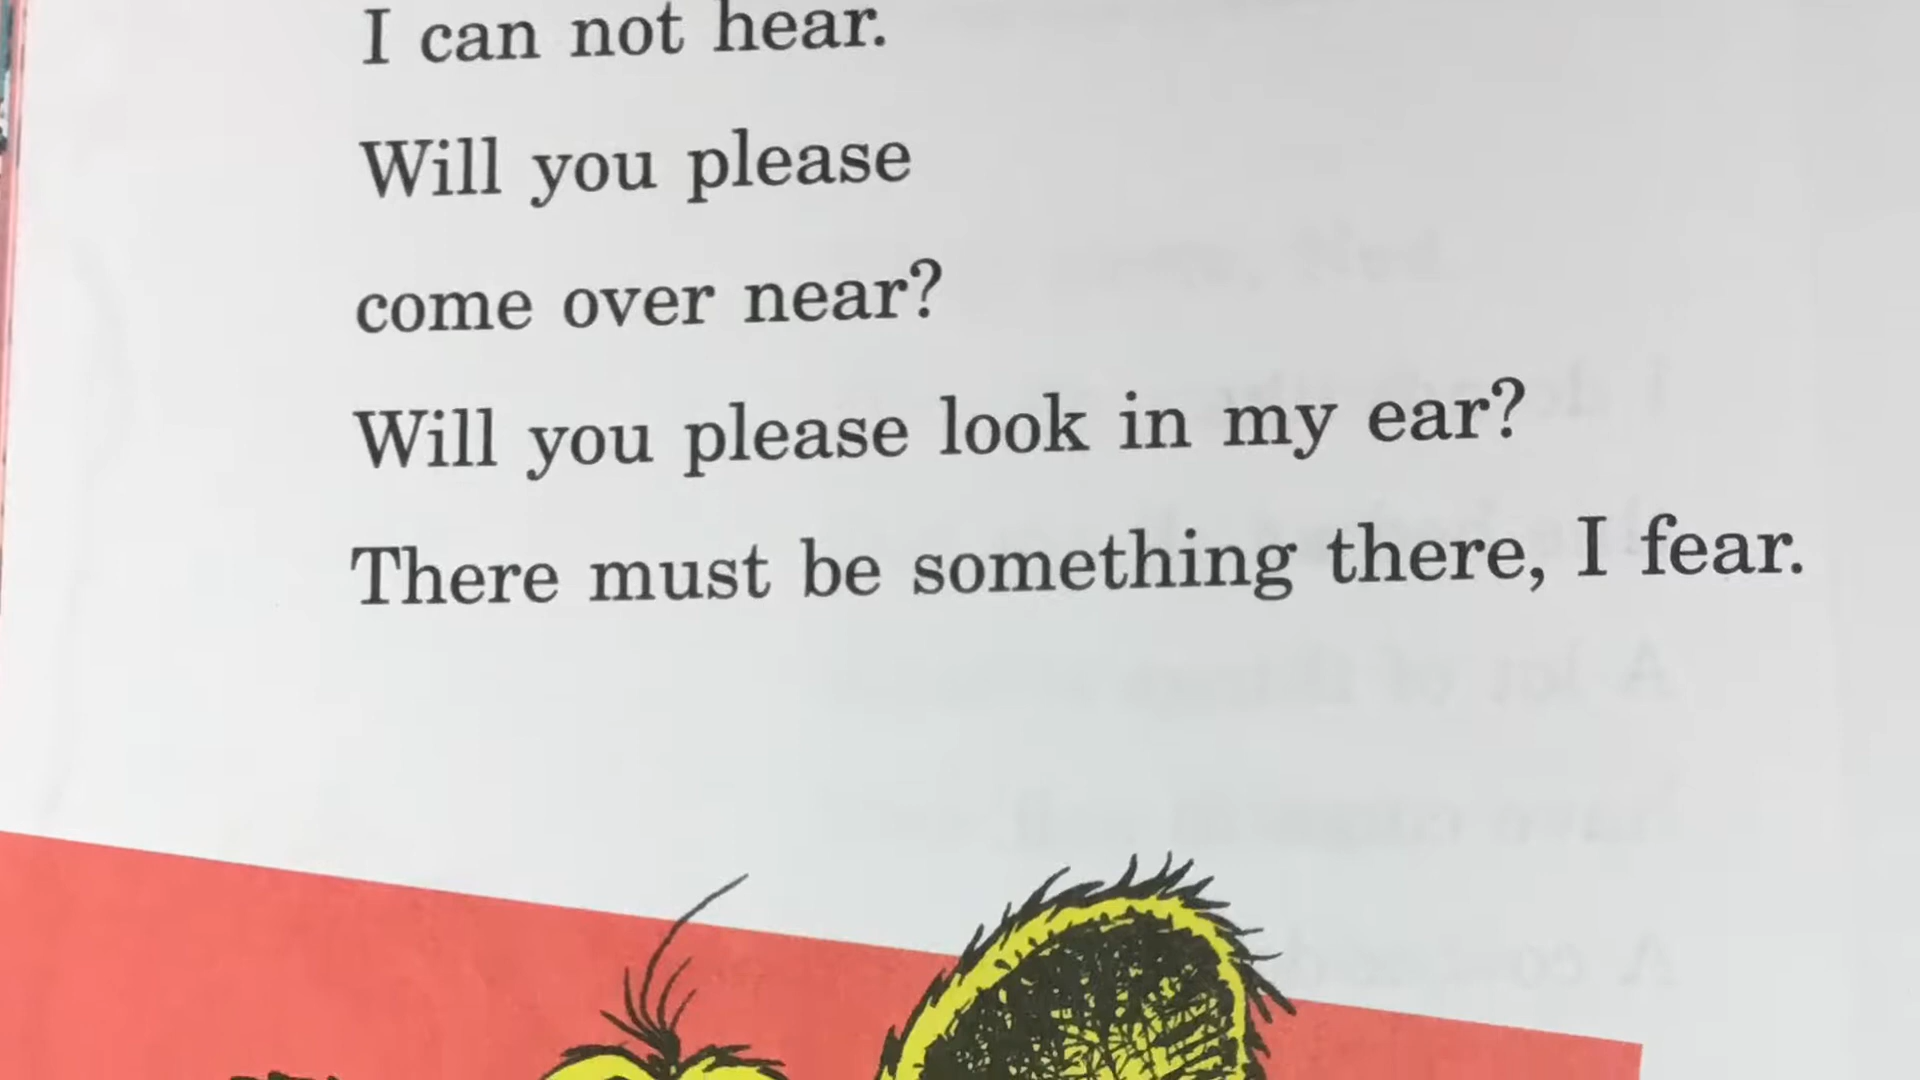 I can not hear.
Will you please
come over near?
Will you please look in my ear?
There must be something there, I fear.